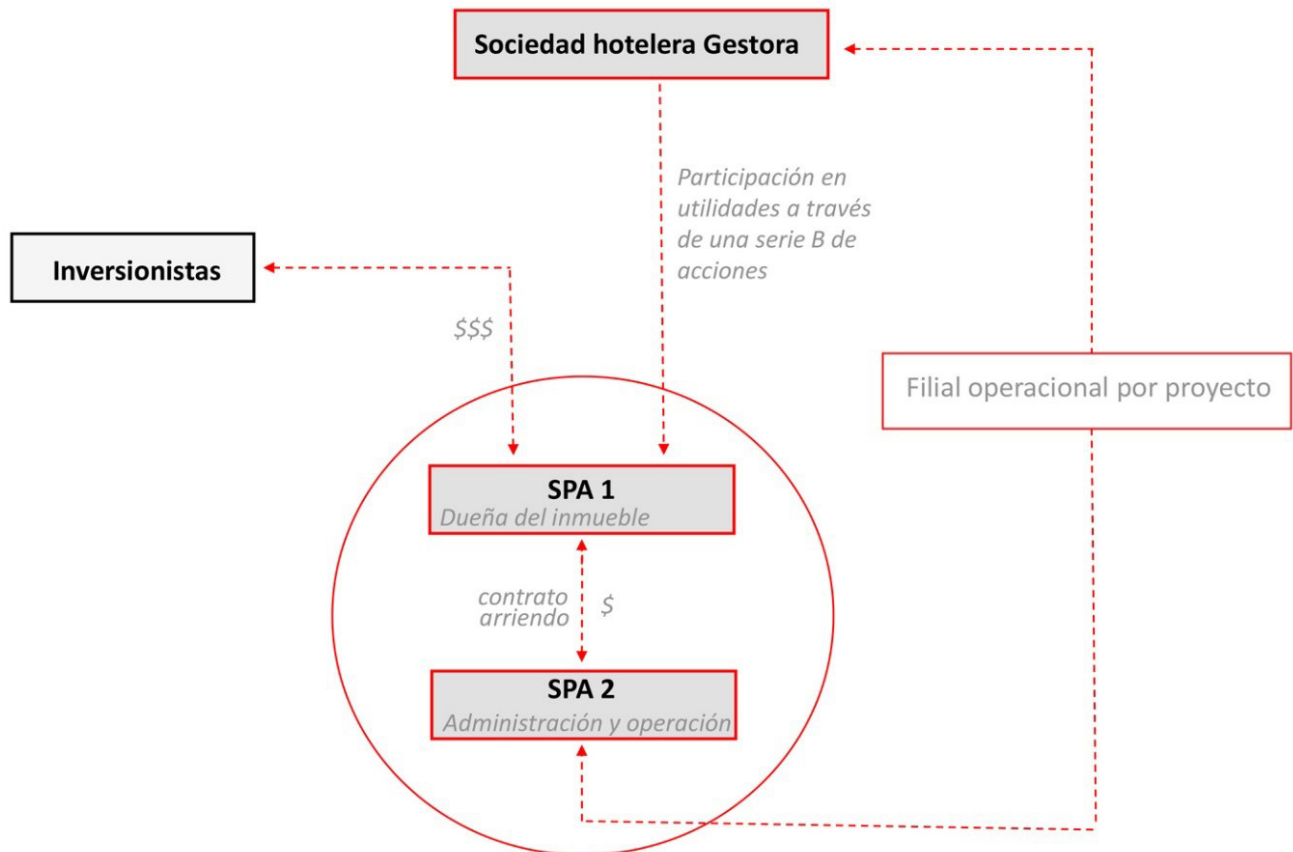 Sociedad hotelera Gestora
Participación en
utilidades a través
de una serie B de
acciones
Inversionistas
$$$
Filial operacional por proyecto
SPA 1
Dueña del inmueble
contrato
arriendo
$
SPA 2
Administración y operación